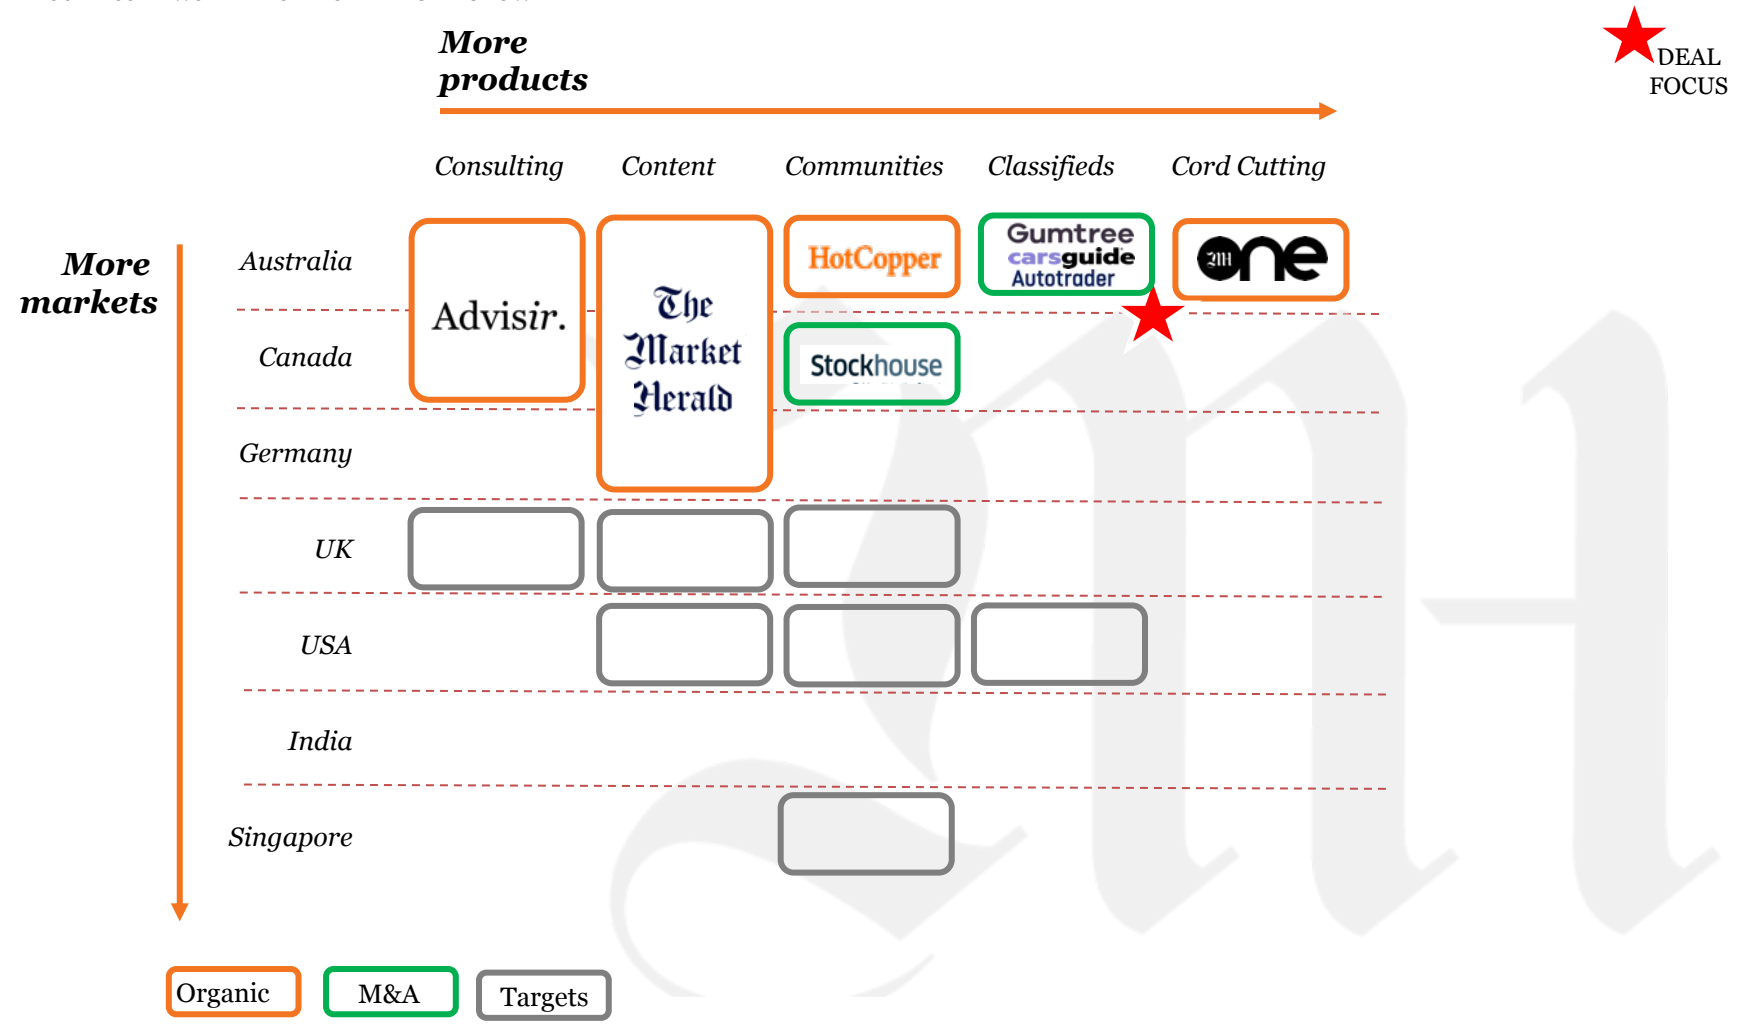 More
products
DEAL
FOCUS
Consulting Content Communities Classifieds Cord Cutting
More
markets
Australia
Advisir.
The
Market
Herald
HotCopper
Gumtree
carsguide
Autotrader
one
Canada
Stockhouse
Germany
UK
USA
India
Singapore
Organic M&A Targets